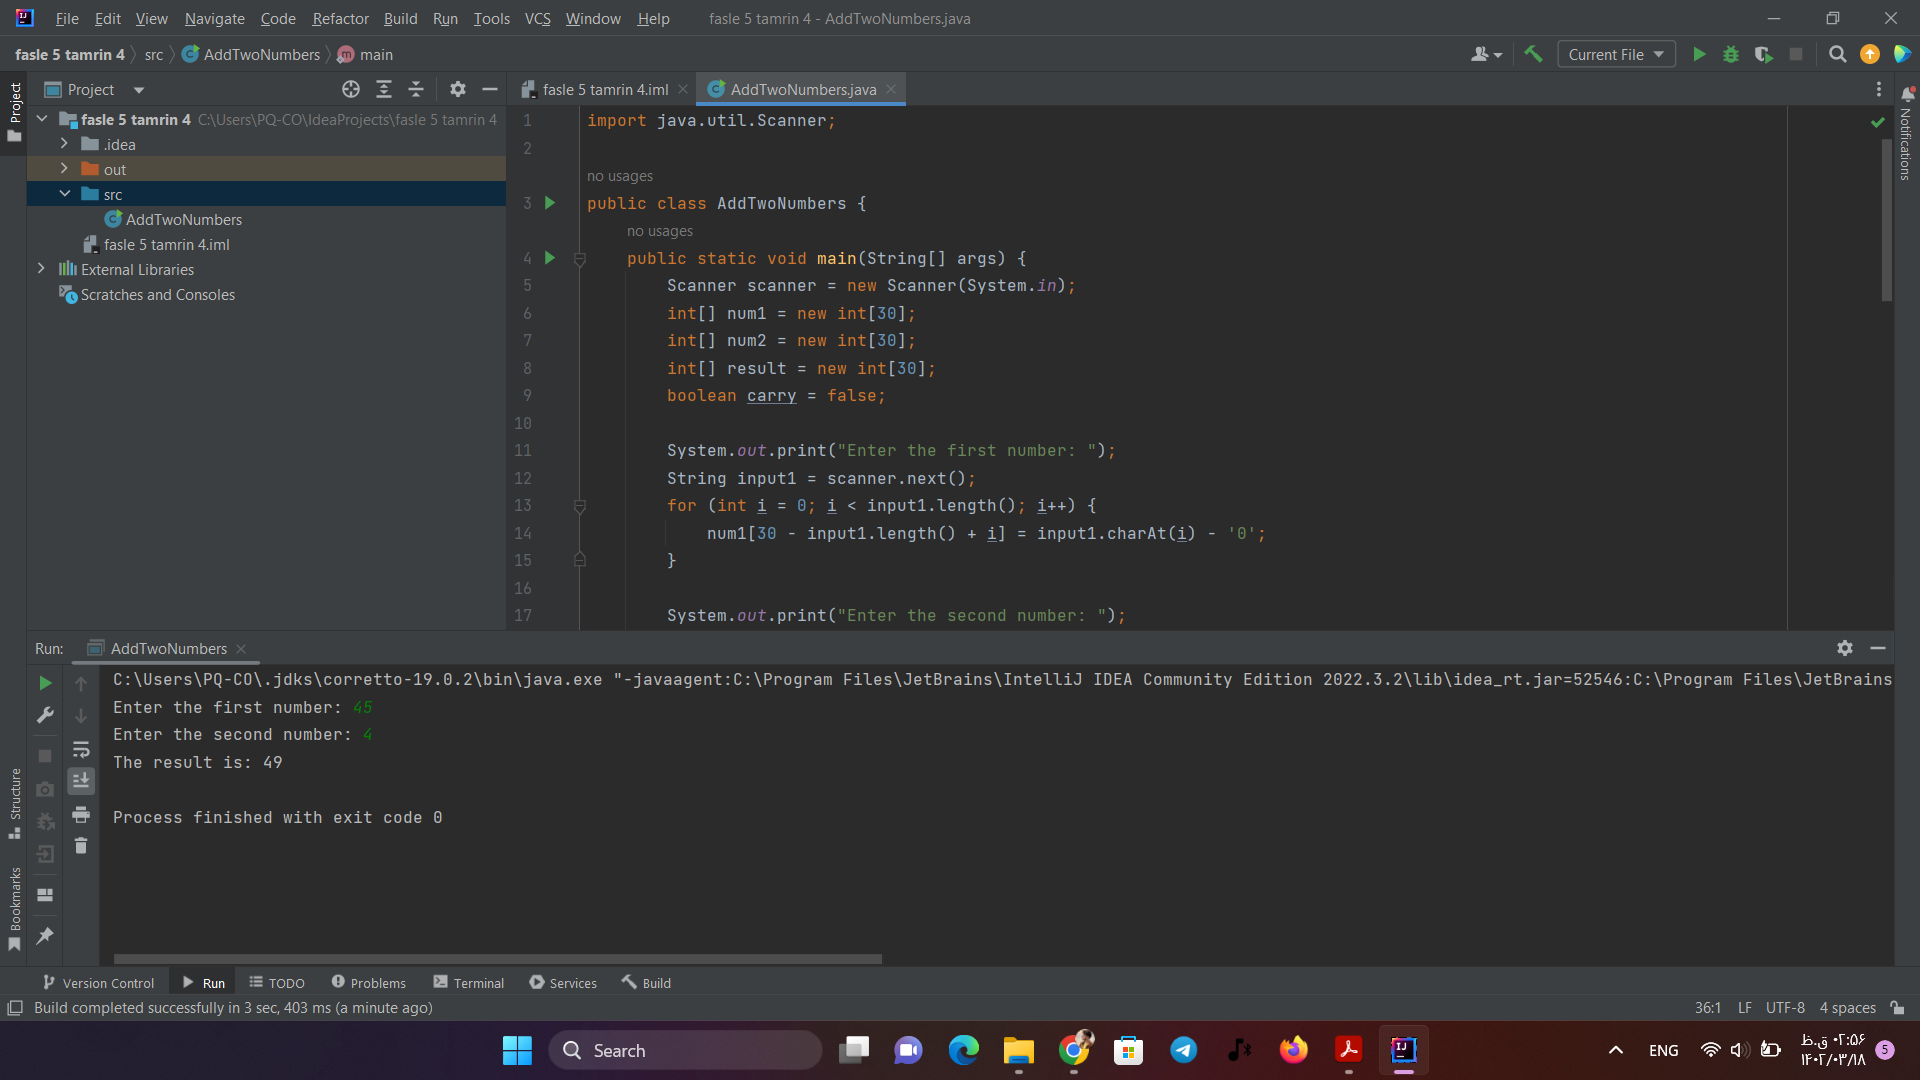 File Edit View Navigate Code Refactor Build Run Tools VCS Window Help fasle 5 tamrin 4 - AddTwoNumbers.java
fasle 5 tamrin 4 src AddTwoNumbers main
Current File
Project
Project
fasle 5 tamrin 4.iml
AddTwoNumbers.java
Notifications
fasle 5 tamrin 4 C:\Users\PQ-CO\IdeaProjects\fasle 5 tamrin 4
.idea
out
src
AddTwoNumbers
fasle 5 tamrin 4.iml
External Libraries
Scratches and Consoles
1 import java.util.Scanner;
2
no usages
3 public class AddTwoNumbers {
no usages
4 public static void main(String[] args) {
5 Scanner scanner = new Scanner(System.in);
6 int[] num1 = new int[30];
7 int[] num2 = new int[30];
8 int[] result = new int[30];
9 boolean carry = false;
10
11 System.out.print("Enter the first number: ");
12 String input1 = scanner.next();
13 for (int i = 0; i < input1.length(); i++) {
14 num1[30 - input1.length() + i] = input1.charAt(i) - '0';
15 }
16
17 System.out.print("Enter the second number: ");
Run: AddTwoNumbers
C:\Users\PQ-CO\.jdks\corretto-19.0.2\bin\java.exe "-javaagent:C:\Program Files\JetBrains\IntelliJ IDEA Community Edition 2022.3.2\lib\idea_rt.jar=52546:C:\Program Files\JetBrains
Enter the first number: 45
Enter the second number: 4
The result is: 49
Process finished with exit code 0
Structure
Bookmarks
Version Control Run TODO Problems Terminal Services Build
Build completed successfully in 3 sec, 403 ms (a minute ago) 36:1 LF UTF-8 4 spaces
Search
ENG
۰۲:۵۶ ق.ظ
۱۴۰۲/۰۳/۱۸
5